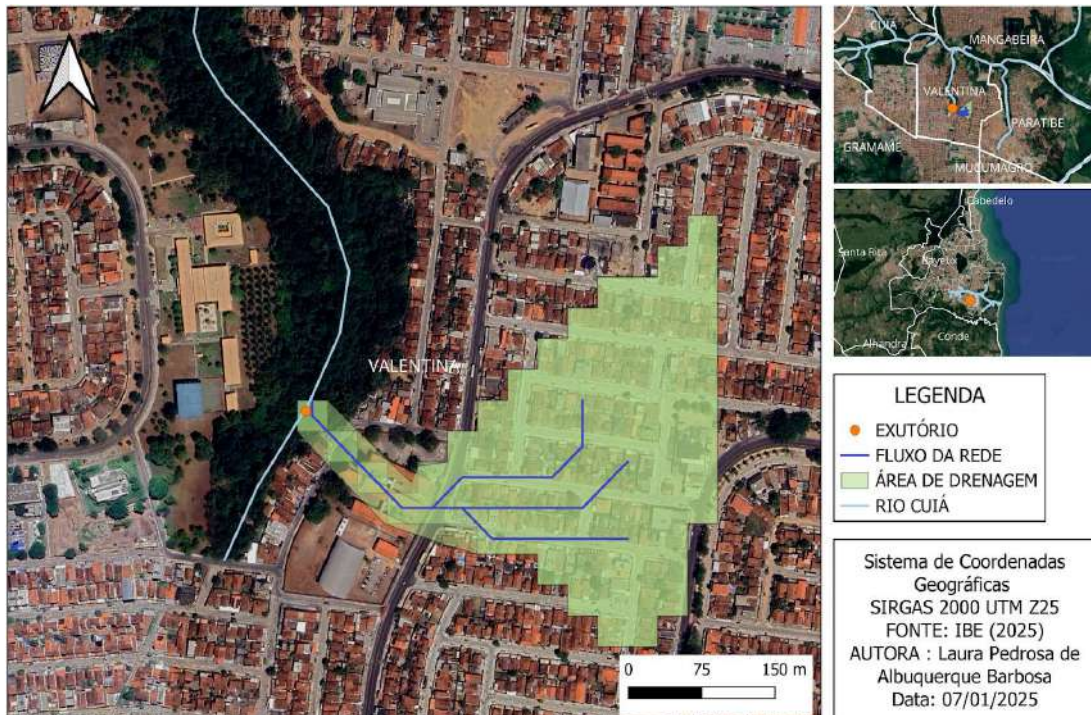 VALENTINA
0 75 150 m
CUIÁ
MANGABEIRA
VALENTINA
PARATIBE
GRAMAME
MUÇUMAGRO
Cabedelo
Santa Rita
Bayeux
Conde
Alhandra
LEGENDA
EXUTÓRIO
FLUXO DA REDE
ÁREA DE DRENAGEM
RIO CUIÁ
Sistema de Coordenadas
Geográficas
SIRGAS 2000 UTM Z25
FONTE: IBE (2025)
AUTORA : Laura Pedrosa de
Albuquerque Barbosa
Data: 07/01/2025